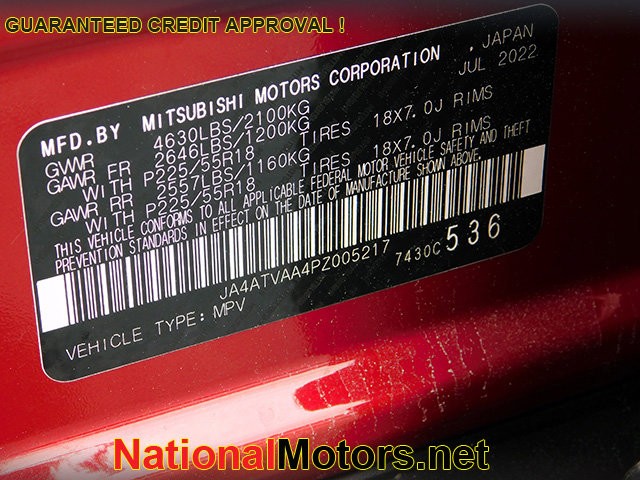 GUARANTEED CREDIT APPROVAL !
MFD.BY MITSUBISHI MOTORS CORPORATION , JAPAN
JUL 2022
GVWR 4630LBS/2100KG
GAWR FR 2646LBS/1200KG
WITH P225/55R18 TIRES 18X7.0J RIMS
GAWR RR 2557LBS/1160KG
WITH P225/55R18 TIRES 18X7.0J RIMS
THIS VEHICLE CONFORMS TO ALL APPLICABLE FEDERAL MOTOR VEHICLE SAFETY AND THEFT
PREVENTION STANDARDS IN EFFECT ON THE DATE OF MANUFACTURE SHOWN ABOVE.
JA4ATVAA4PZ005217 7430C 536
VEHICLE TYPE: MPV
NationalMotors.net